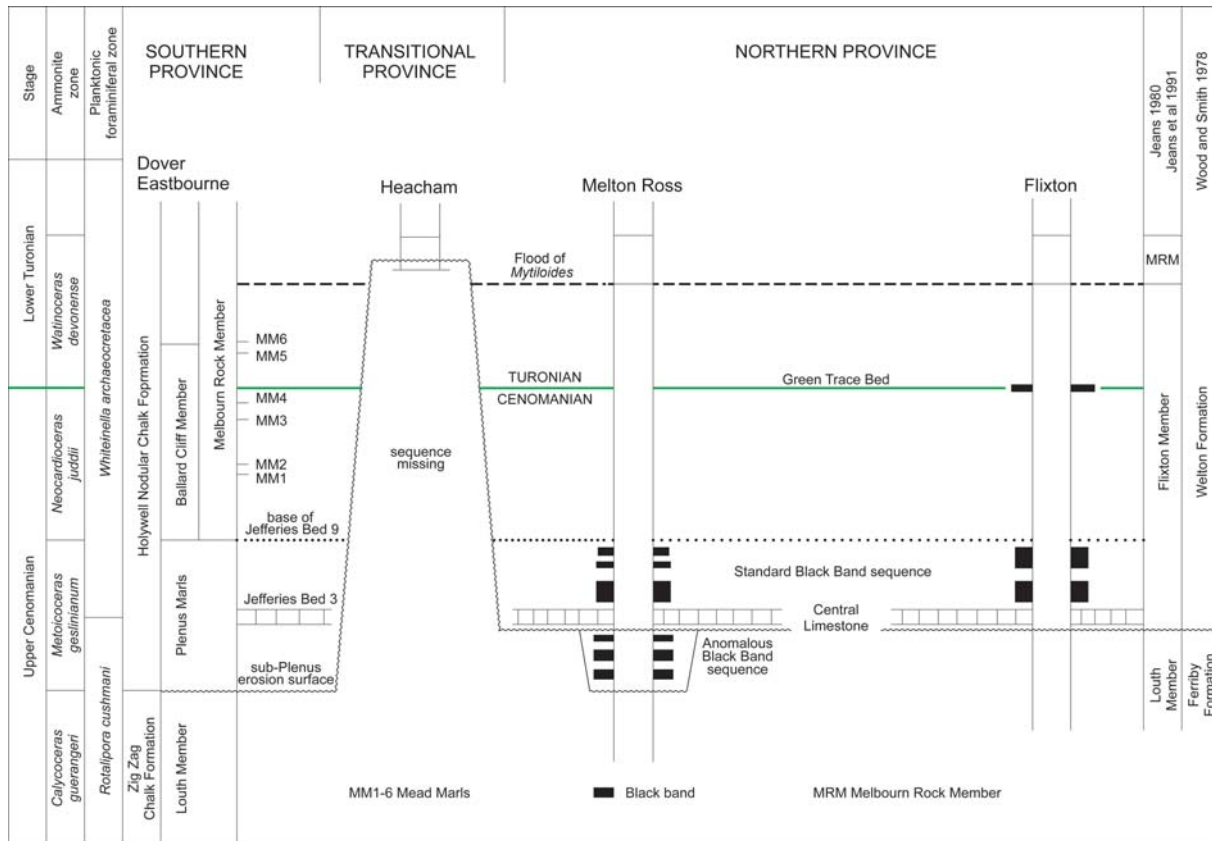 Stage
Ammonite
zone
Planktonic
foraminiferal zone
SOUTHERN
PROVINCE
TRANSITIONAL
PROVINCE
NORTHERN PROVINCE
Jeans 1980
Jeans et al 1991
Wood and Smith 1978
Dover
Eastbourne
Heacham
Melton Ross
Flixton
Lower Turonian
Upper Cenomanian
Watinoceras
devonense
Neocardioceras
juddii
Metoicoceras
geslinianum
Calycoceras
guerangeri
Whiteinella archaeocretacea
Rotalipora cushmani
Holywell Nodular Chalk Foprmation
Zig Zag
Chalk Formation
Ballard Cliff Member
Plenus Marls
Louth Member
Melbourn Rock Member
MM6
MM5
MM4
MM3
MM2
MM1
base of
Jefferies Bed 9
Jefferies Bed 3
sub-Plenus
erosion surface
sequence
missing
Flood of
Mytiloides
TURONIAN
CENOMANIAN
Green Trace Bed
Standard Black Band sequence
Central
Limestone
Anomalous
Black Band
sequence
MRM
Flixton Member
Louth
Member
Welton Formation
Ferriby
Formation
MM1-6 Mead Marls
Black band
MRM Melbourn Rock Member